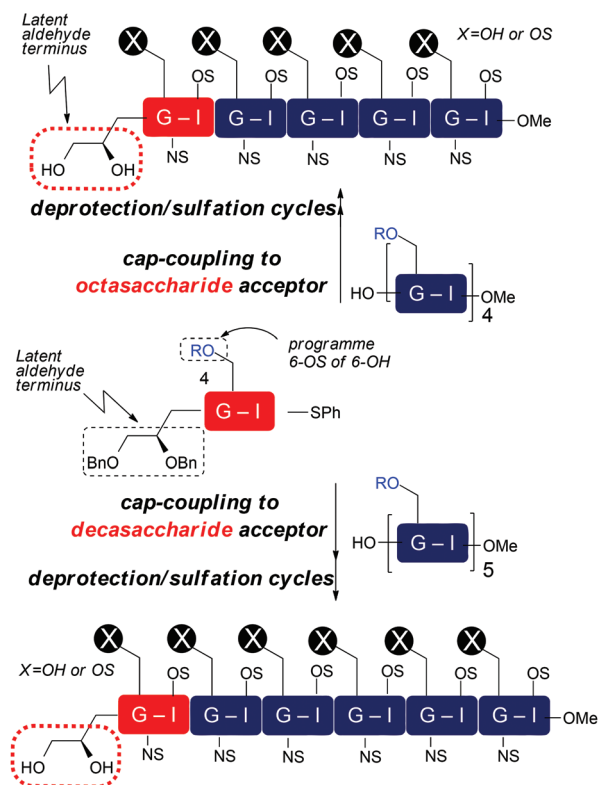 Latent
aldehyde
terminus
X X X X X
X=OH or OS
OS OS OS OS OS
G – I G – I G – I G – I G – I
OMe
NS NS NS NS NS
HO OH
deprotection/sulfation cycles
cap-coupling to
octasaccharide acceptor
RO
HO G – I OMe
4
RO
4
programme
6-OS of 6-OH
Latent
aldehyde
terminus
G – I
SPh
BnO OBn
cap-coupling to
decasaccharide acceptor
RO
HO G – I OMe
5
deprotection/sulfation cycles
X X X X X X
X=OH or OS
OS OS OS OS OS OS
G – I G – I G – I G – I G – I G – I
OMe
NS NS NS NS NS NS
HO OH